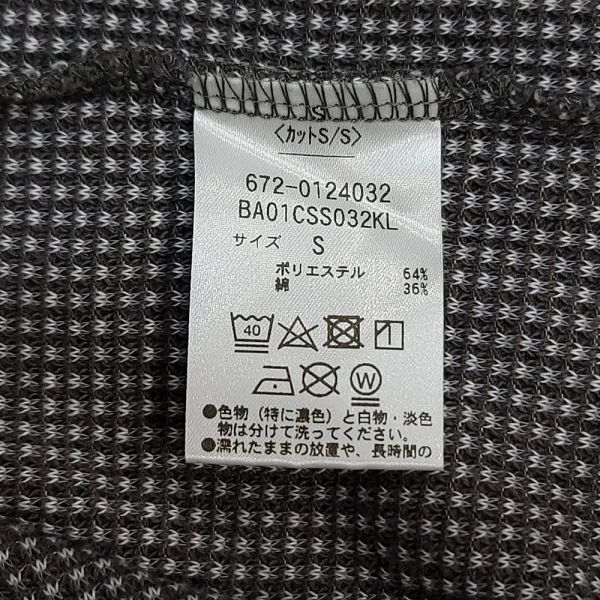 S
〈カットS/S〉
672-0124032
BA01CSS032KL
サイズ S
ポリエステル 64%
綿 36%
40
W
●色物（特に濃色）と白物・淡色
物は分けて洗ってください。
●濡れたままの放置や、長時間の